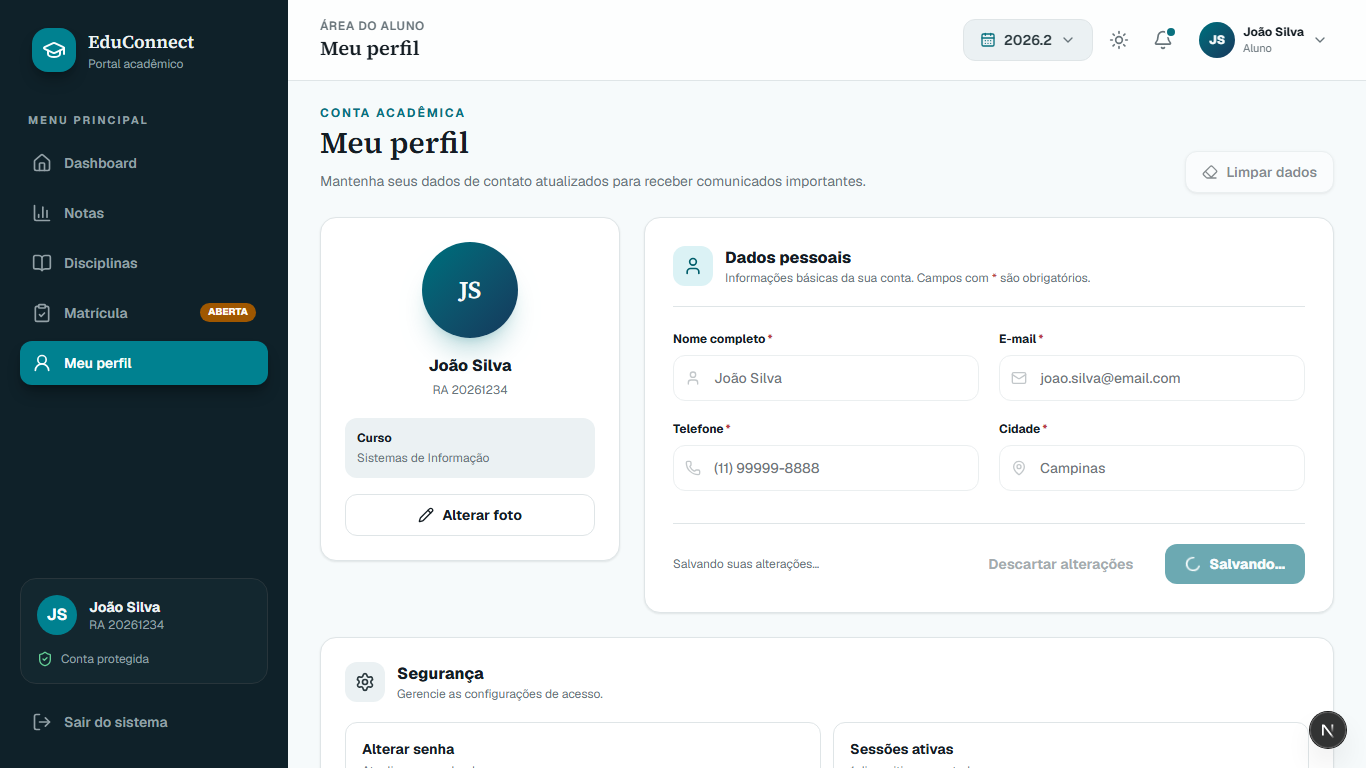 EduConnect
Portal acadêmico
MENU PRINCIPAL
Dashboard
Notas
Disciplinas
Matrícula
ABERTA
Meu perfil
JS
João Silva
RA 20261234
Conta protegida
Sair do sistema
ÁREA DO ALUNO
Meu perfil
2026.2
JS
João Silva
Aluno
CONTA ACADÊMICA
Meu perfil
Mantenha seus dados de contato atualizados para receber comunicados importantes.
Limpar dados
JS
João Silva
RA 20261234
Curso
Sistemas de Informação
Alterar foto
Dados pessoais
Informações básicas da sua conta. Campos com * são obrigatórios.
Nome completo *
João Silva
E-mail *
joao.silva@email.com
Telefone *
(11) 99999-8888
Cidade *
Campinas
Salvando suas alterações…
Descartar alterações
Salvando…
Segurança
Gerencie as configurações de acesso.
Alterar senha
Sessões ativas
N